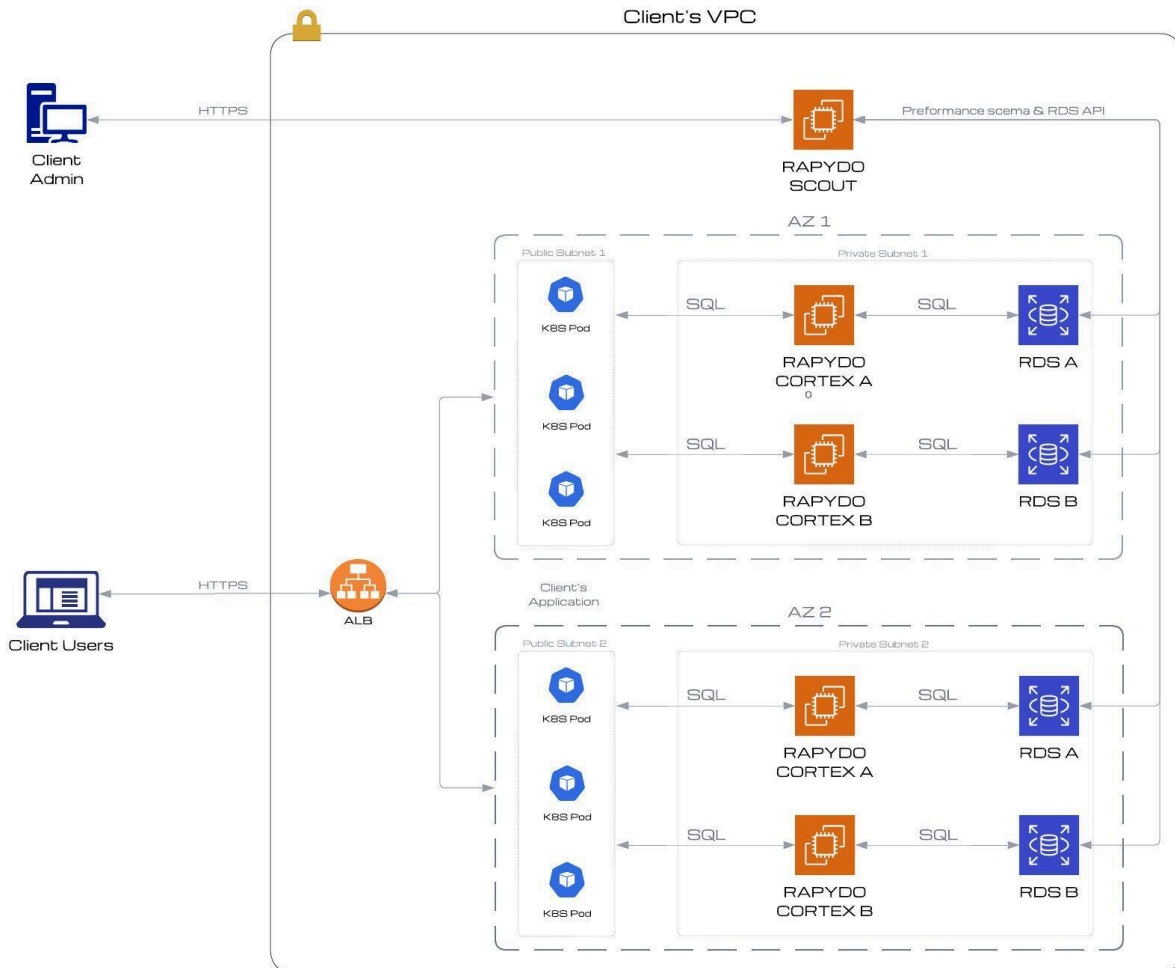 Client's VPC
HTTPS
Preformance scema & RDS API
Client
Admin
RAPYDO
SCOUT
AZ 1
Public Subnet 1
Private Subnet 1
K8S Pod
SQL
SQL
RAPYDO
CORTEX A
o
RDS A
K8S Pod
SQL
SQL
RAPYDO
CORTEX B
RDS B
K8S Pod
HTTPS
Client Users
ALB
Client's
Application
AZ 2
Public Subnet 2
Private Subnet 2
K8S Pod
SQL
SQL
RAPYDO
CORTEX A
RDS A
K8S Pod
SQL
SQL
RAPYDO
CORTEX B
RDS B
K8S Pod